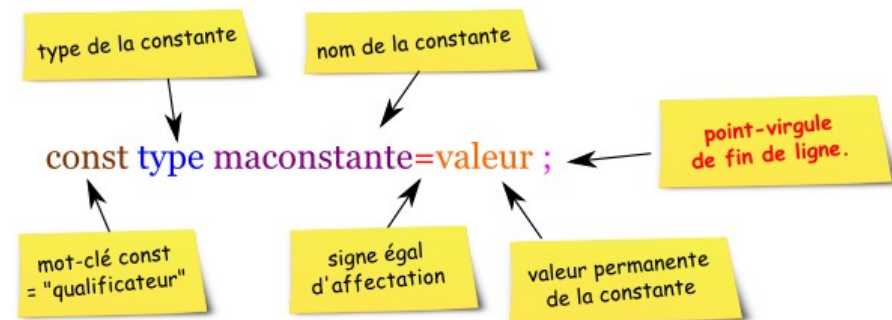 type de la constante
nom de la constante
const type maconstante=valeur ;
point-virgule
de fin de ligne.
mot-clé const
= "qualificateur"
signe égal
d'affectation
valeur permanente
de la constante